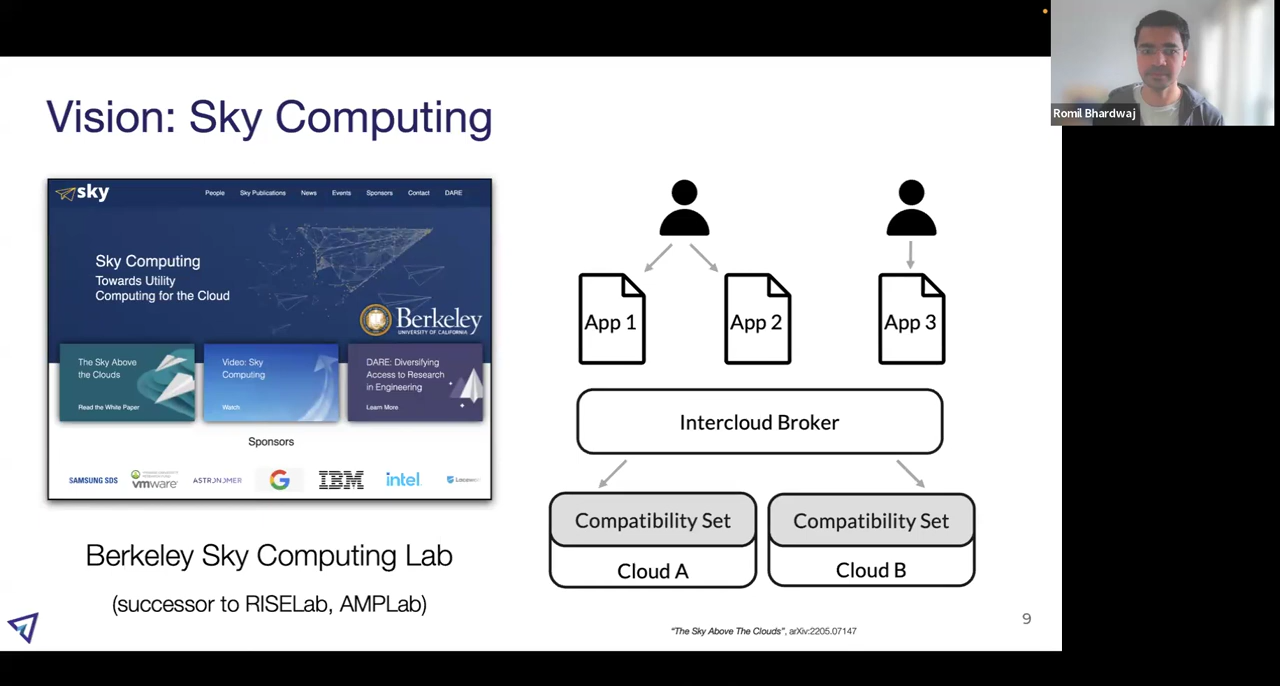 Romil Bhardwaj
Vision: Sky Computing
sky
People
Sky Publications
News
Events
Sponsors
Contact
DARE
Sky Computing
Towards Utility
Computing for the Cloud
Berkeley
UNIVERSITY OF CALIFORNIA
The Sky Above
the Clouds
Read the White Paper
Video: Sky
Computing
Watch
DARE: Diversifying
Access to Research
in Engineering
Learn More
Sponsors
SAMSUNG SDS
vmware
ASTRONOMER
G
IBM
intel.
Berkeley Sky Computing Lab
(successor to RISELab, AMPLab)
App 1
App 2
App 3
Intercloud Broker
Compatibility Set
Cloud A
Compatibility Set
Cloud B
"The Sky Above The Clouds", arXiv:2205.07147
9